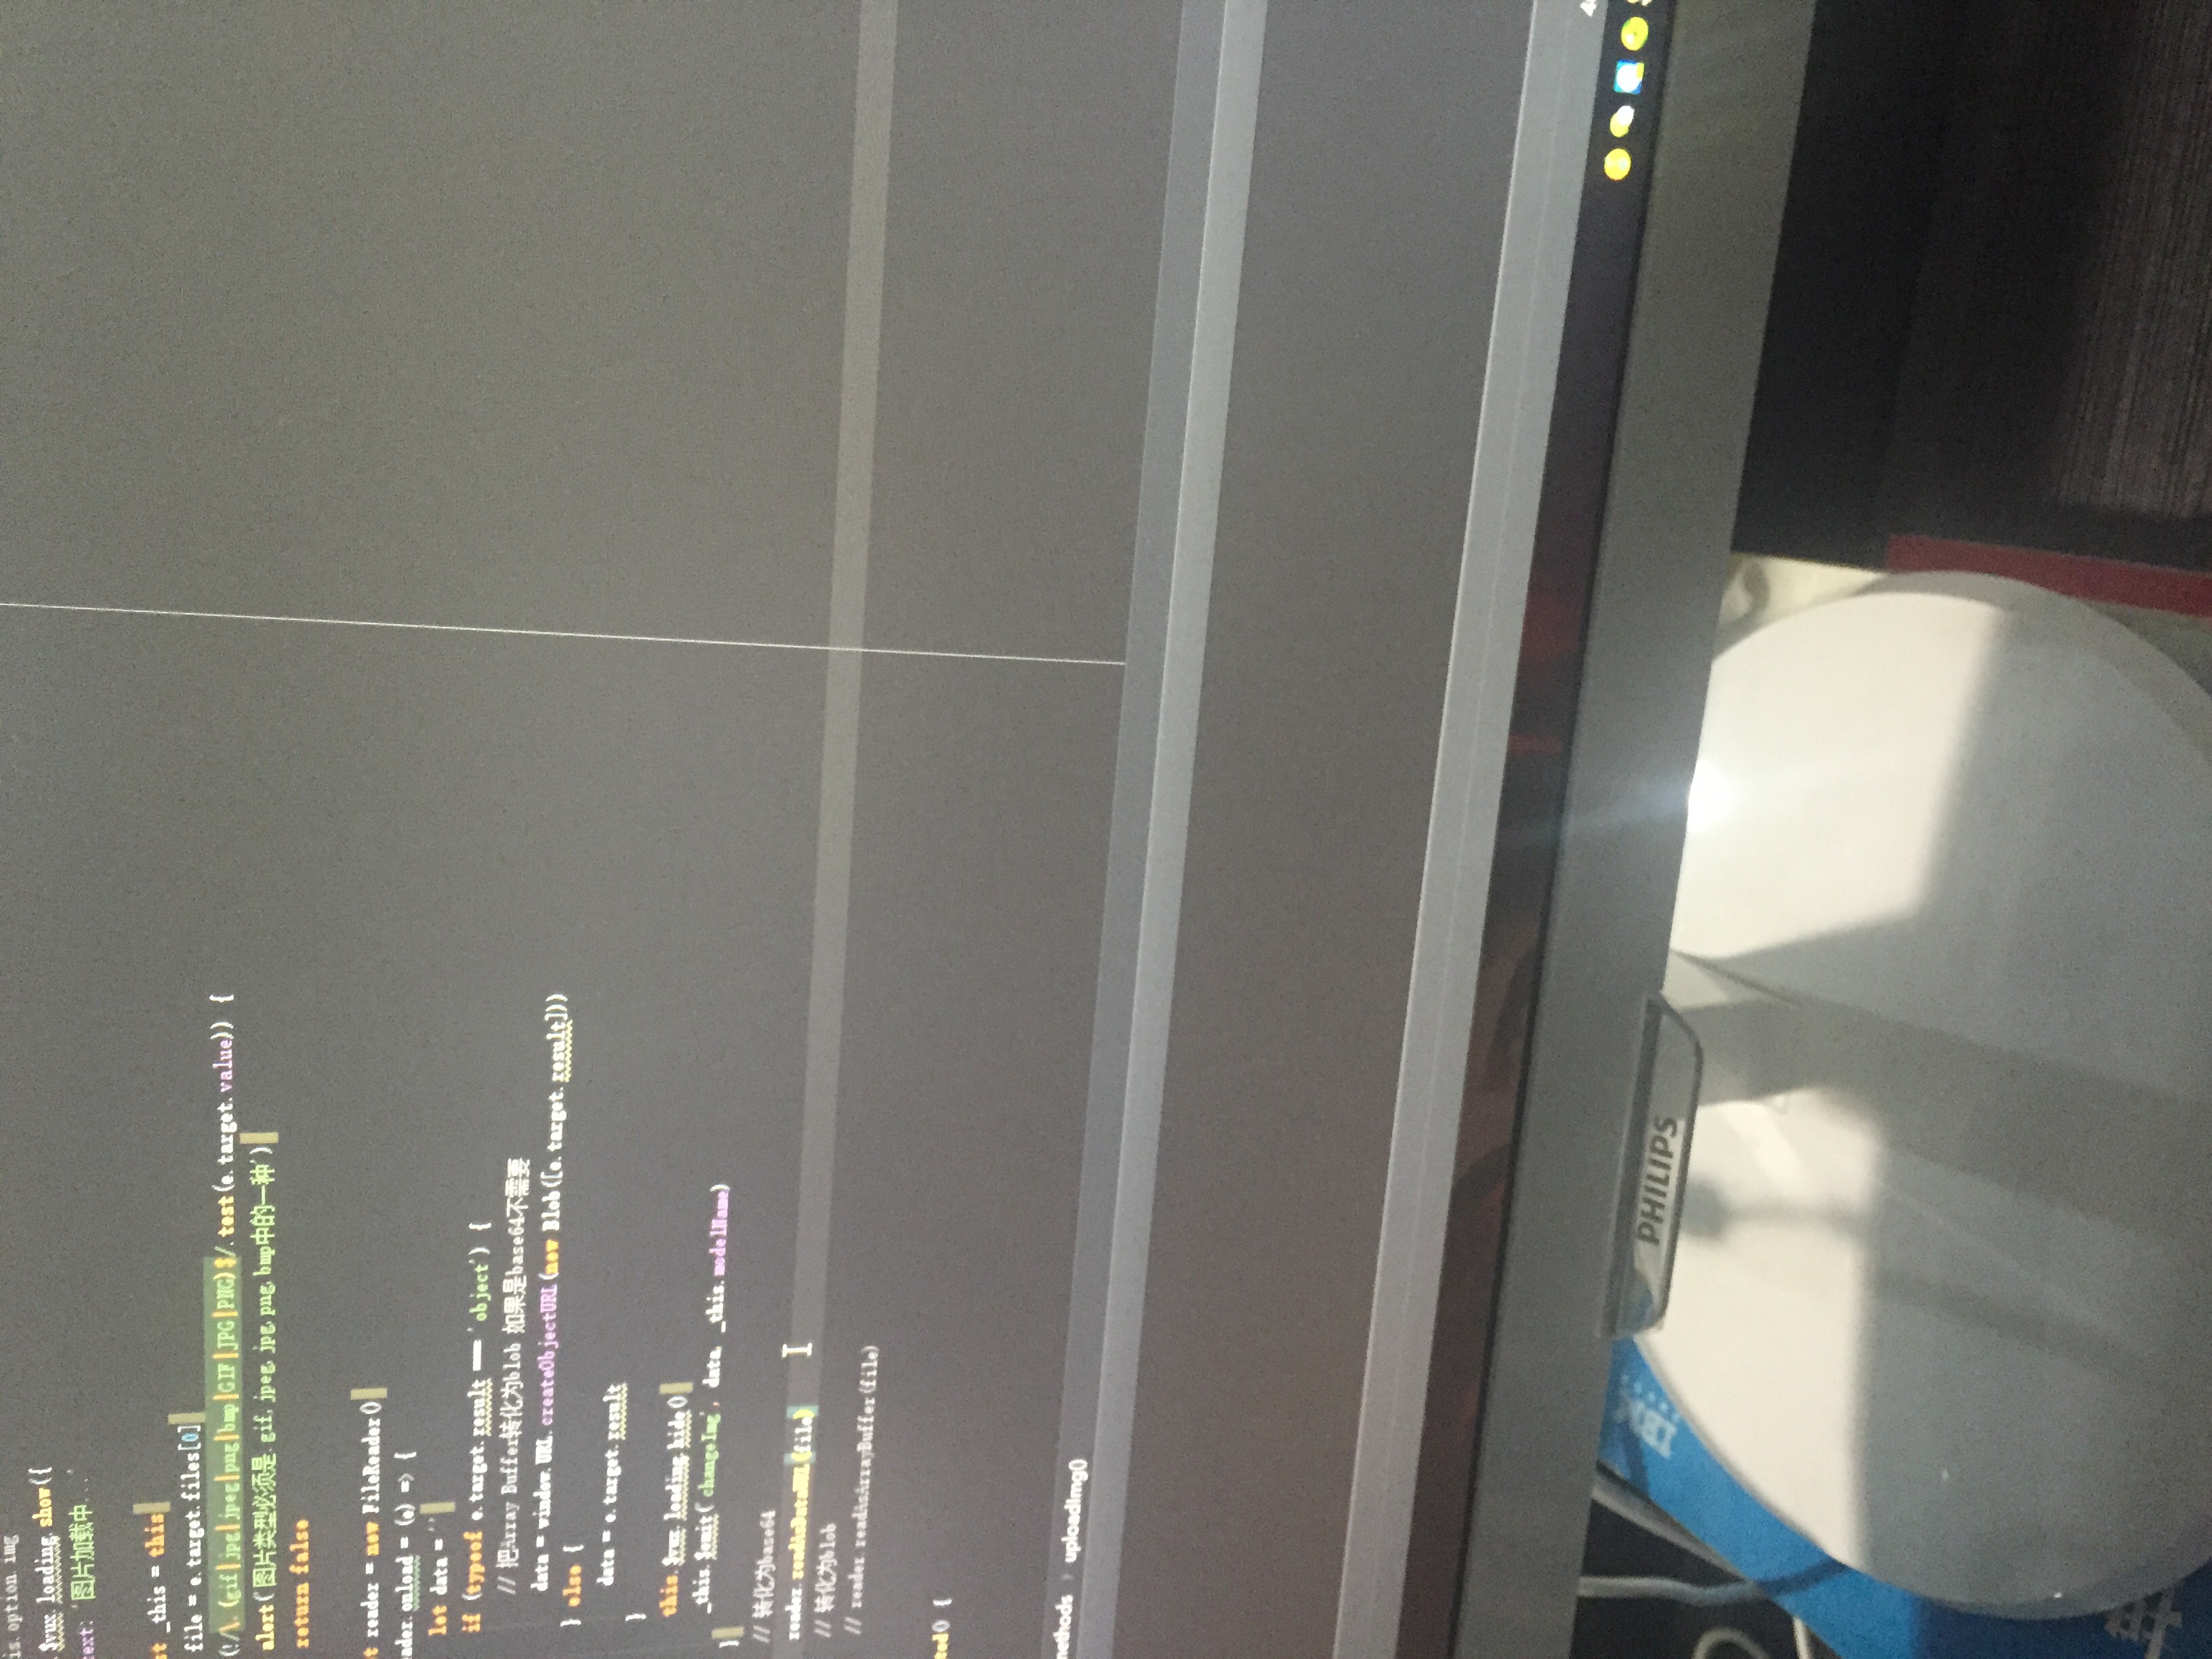 is.option.img
.$vux.loading.show({
text: '图片加载中...'
st _this = this
file = e.target.files[0]
(!/\.(gif|jpg|jpeg|png|bmp|GIF|JPG|PNG)$/.test(e.target.value)) {
alert('图片类型必须是.gif,jpeg,jpg,png,bmp中的一种')
return false
t reader = new FileReader()
eader.onload = (e) => {
let data = ''
if (typeof e.target.result === 'object') {
// 把Array Buffer转化为blob 如果是base64不需要
data = window.URL.createObjectURL(new Blob([e.target.result]))
} else {
data = e.target.result
}
this.$vux.loading.hide()
_this.$emit('changeImg', data, _this.modelName)
}
// 转化为base64
reader.readAsDataURL(file)
// 转化为blob
// reader.readAsArrayBuffer(file)
ted() {
methods › uploadImg()
PHILIPS
IBM